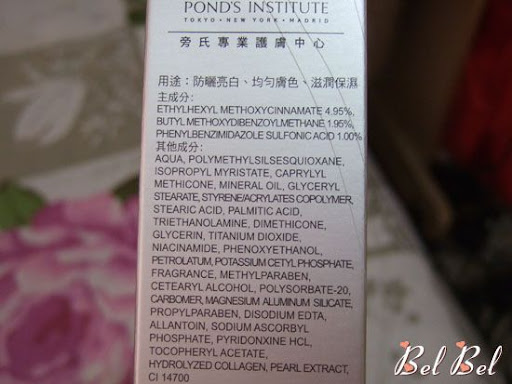 POND'S INSTITUTE
TOKYO • NEW YORK • MADRID
旁氏專業護膚中心
用途：防曬亮白、均勻膚色、滋潤保濕
主成分：
ETHYLHEXYL METHOXYCINNAMATE 4.95%,
BUTYL METHOXYDIBENZOYLMETHANE 1.95%,
PHENYLBENZIMIDAZOLE SULFONIC ACID 1.00%
其他成分：
AQUA, POLYMETHYLSILSESQUIOXANE,
ISOPROPYL MYRISTATE, CAPRYLYL
METHICONE, MINERAL OIL, GLYCERYL
STEARATE, STYRENE/ACRYLATES COPOLYMER,
STEARIC ACID, PALMITIC ACID,
TRIETHANOLAMINE, DIMETHICONE,
GLYCERIN, TITANIUM DIOXIDE,
NIACINAMIDE, PHENOXYETHANOL,
PETROLATUM, POTASSIUM CETYL PHOSPHATE,
FRAGRANCE, METHYLPARABEN,
CETEARYL ALCOHOL, POLYSORBATE-20,
CARBOMER, MAGNESIUM ALUMINUM SILICATE,
PROPYLPARABEN, DISODIUM EDTA,
ALLANTOIN, SODIUM ASCORBYL
PHOSPHATE, PYRIDONXINE HCL,
TOCOPHERYL ACETATE,
HYDROLYZED COLLAGEN, PEARL EXTRACT,
CI 14700
Bel Bel